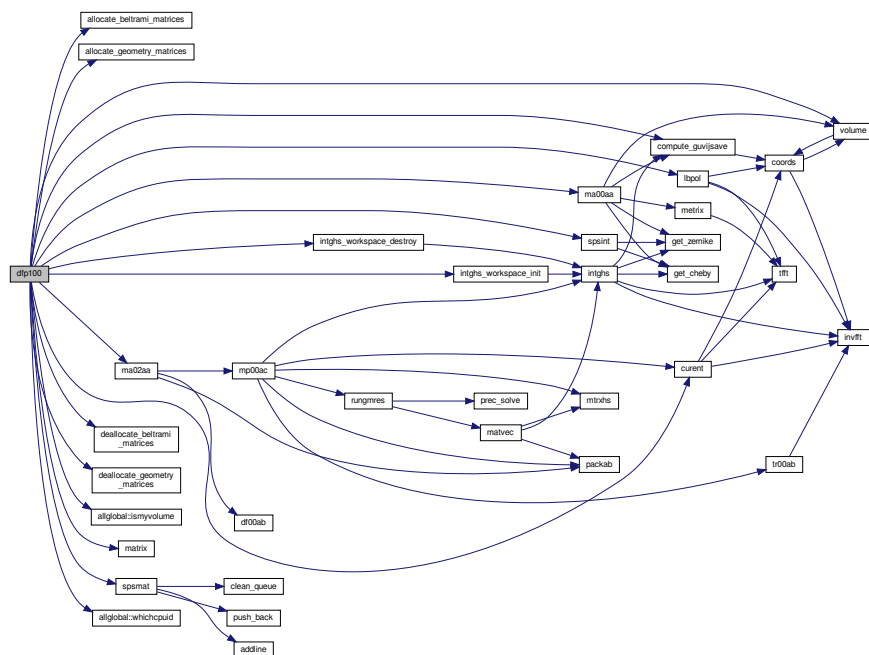 allocate_beltrami_matrices
allocate_geometry_matrices
volume
compute_guvijsave
coords
lbpol
ma00aa
metrix
spsint
get_zernike
intghs_workspace_destroy
dfp100
intghs_workspace_init
intghs
get_cheby
tfft
invfft
ma02aa
mp00ac
curent
rungmres
prec_solve
mtrxhs
matvec
deallocate_beltrami
_matrices
packab
tr00ab
deallocate_geometry
_matrices
allglobal::ismyvolume
df00ab
matrix
spsmat
clean_queue
allglobal::whichcpuid
push_back
addline